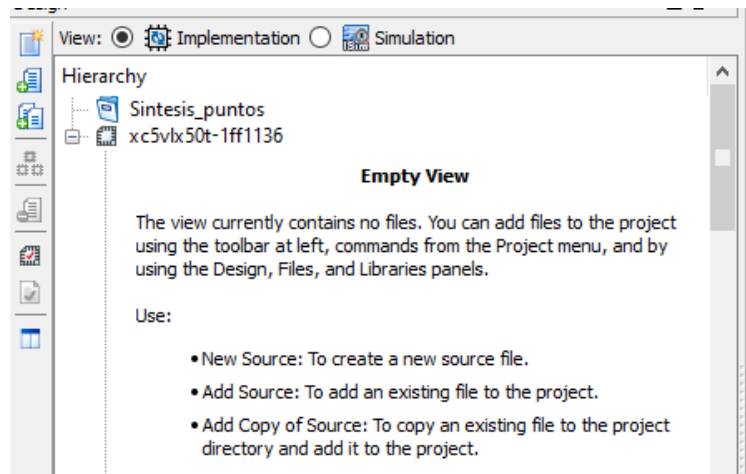 View: Implementation Simulation
Hierarchy
Sintesis_puntos
xc5vlx50t-1ff1136
Empty View
The view currently contains no files. You can add files to the project
using the toolbar at left, commands from the Project menu, and by
using the Design, Files, and Libraries panels.
Use:
•New Source: To create a new source file.
•Add Source: To add an existing file to the project.
•Add Copy of Source: To copy an existing file to the project
directory and add it to the project.